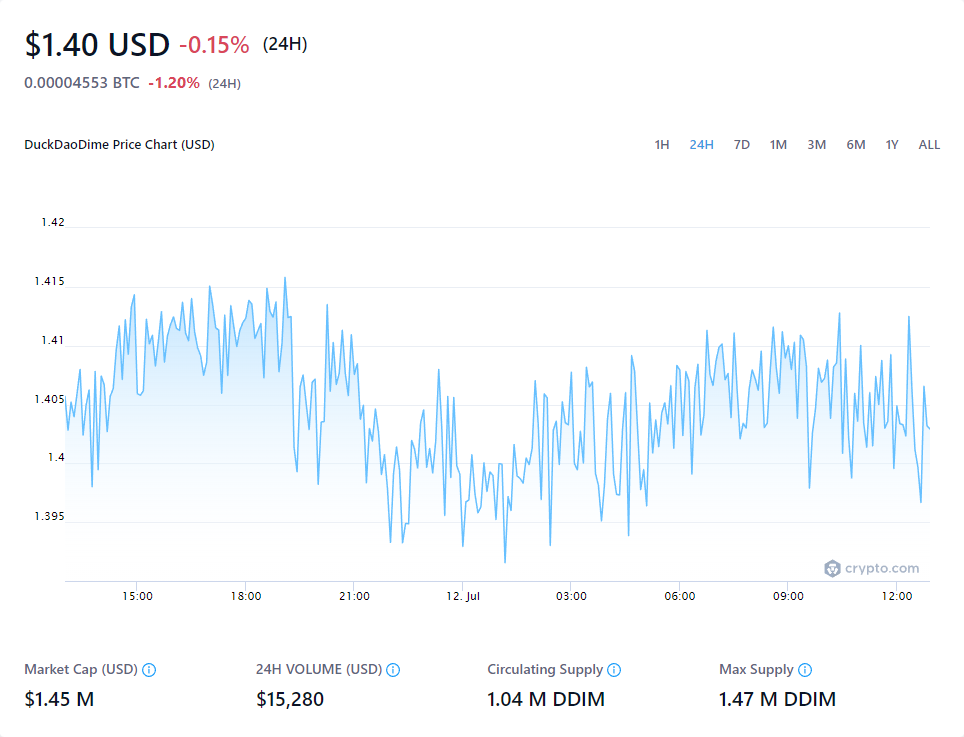 $1.40 USD -0.15% (24H)
0.00004553 BTC -1.20% (24H)
DuckDaoDime Price Chart (USD) 1H 24H 7D 1M 3M 6M 1Y ALL
1.42
1.415
1.41
1.405
1.4
1.395
crypto.com
15:00 18:00 21:00 12. Jul 03:00 06:00 09:00 12:00
Market Cap (USD) 24H VOLUME (USD) Circulating Supply Max Supply
$1.45 M $15,280 1.04 M DDIM 1.47 M DDIM